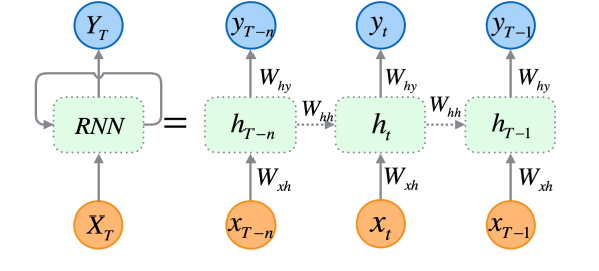 Y_T y_{T-n} y_t y_{T-1}
W_{hy} W_{hy} W_{hy}
RNN = h_{T-n} W_{hh} h_t W_{hh} h_{T-1}
W_{xh} W_{xh} W_{xh}
X_T x_{T-n} x_t x_{T-1}